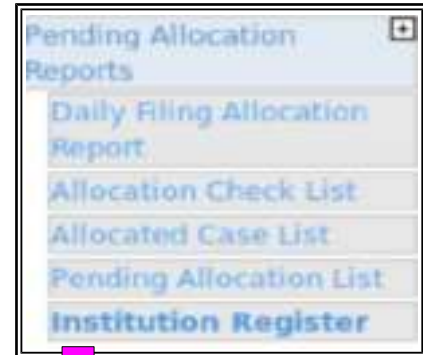 Pending Allocation
Reports
Daily Filing Allocation
Report
Allocation Check List
Allocated Case List
Pending Allocation List
Institution Register